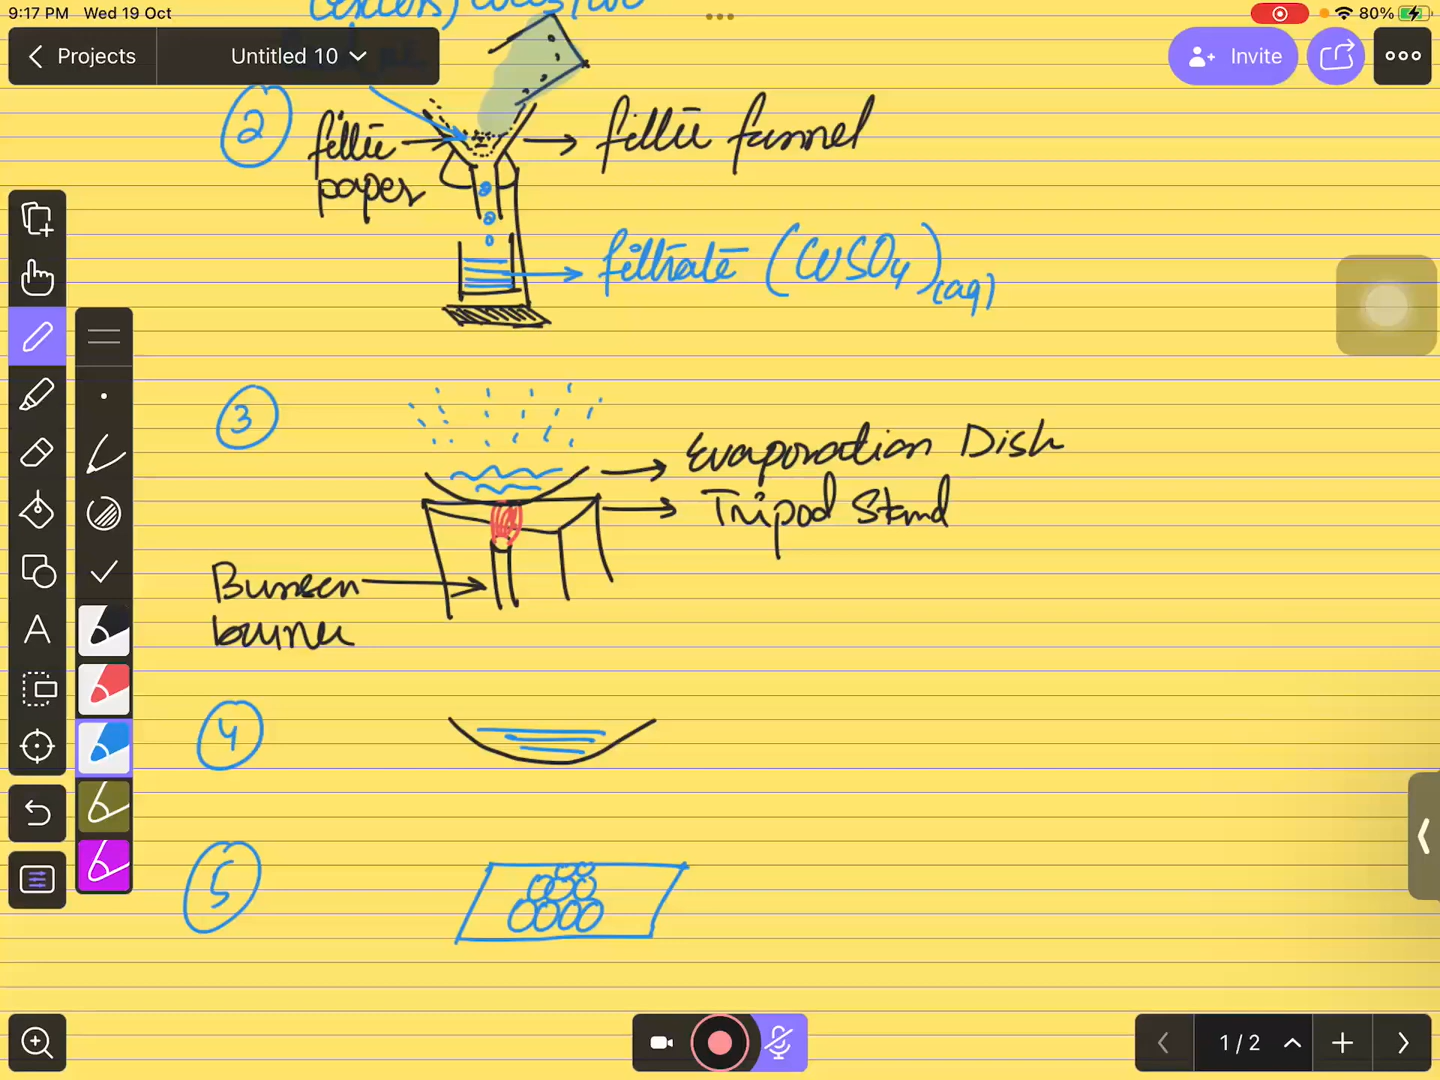 9:17 PM Wed 19 Oct
80%
Projects
Untitled 10
Invite
2
filter paper
filter funnel
filtrate (CuSO4)(aq)
3
Evaporation Dish
Tripod Stand
Bunsen
burner
4
5
A
1 / 2